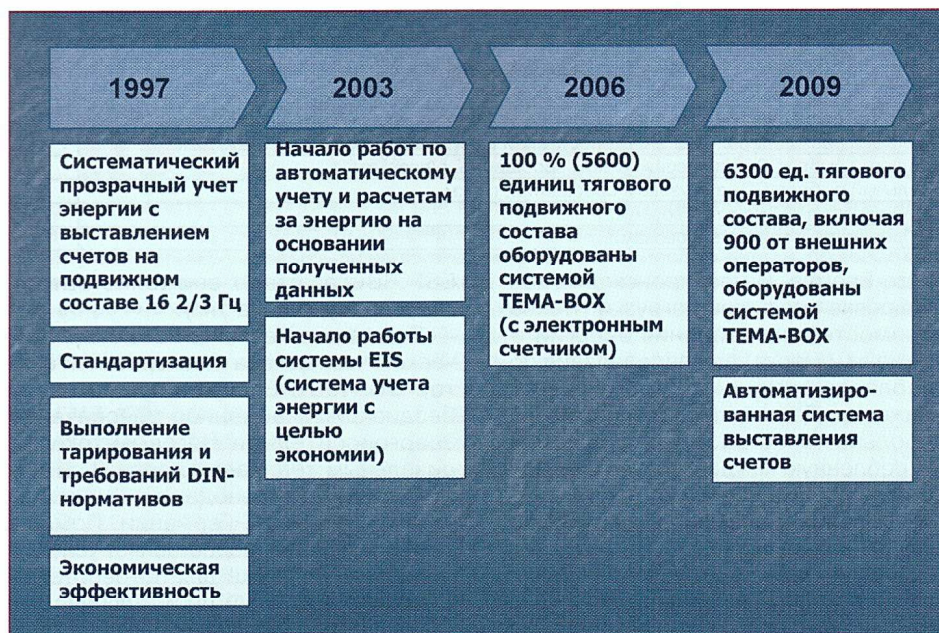 1997
2003
2006
2009
Систематический
прозрачный учет
энергии с
выставлением
счетов на
подвижном
составе 16 2/3 Гц
Стандартизация
Выполнение
тарирования и
требований DIN-
нормативов
Экономическая
эффективность
Начало работ по
автоматическому
учету и расчетам
за энергию на
основании
полученных
данных
Начало работы
системы EIS
(система учета
энергии с
целью
экономии)
100 % (5600)
единиц тягового
подвижного
состава
оборудованы
системой
TEMA-BOX
(с электронным
счетчиком)
6300 ед. тягового
подвижного
состава, включая
900 от внешних
операторов,
оборудованы
системой
TEMA-BOX
Автоматизиро-
ванная система
выставления
счетов